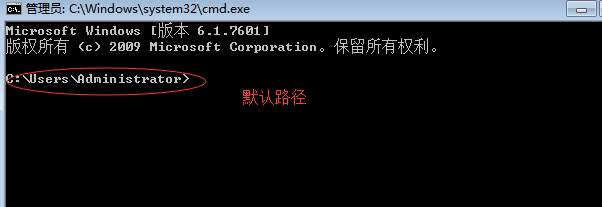 管理员: C:\Windows\system32\cmd.exe
Microsoft Windows [版本 6.1.7601]
版权所有 (c) 2009 Microsoft Corporation。保留所有权利。
C:\Users\Administrator>
默认路径